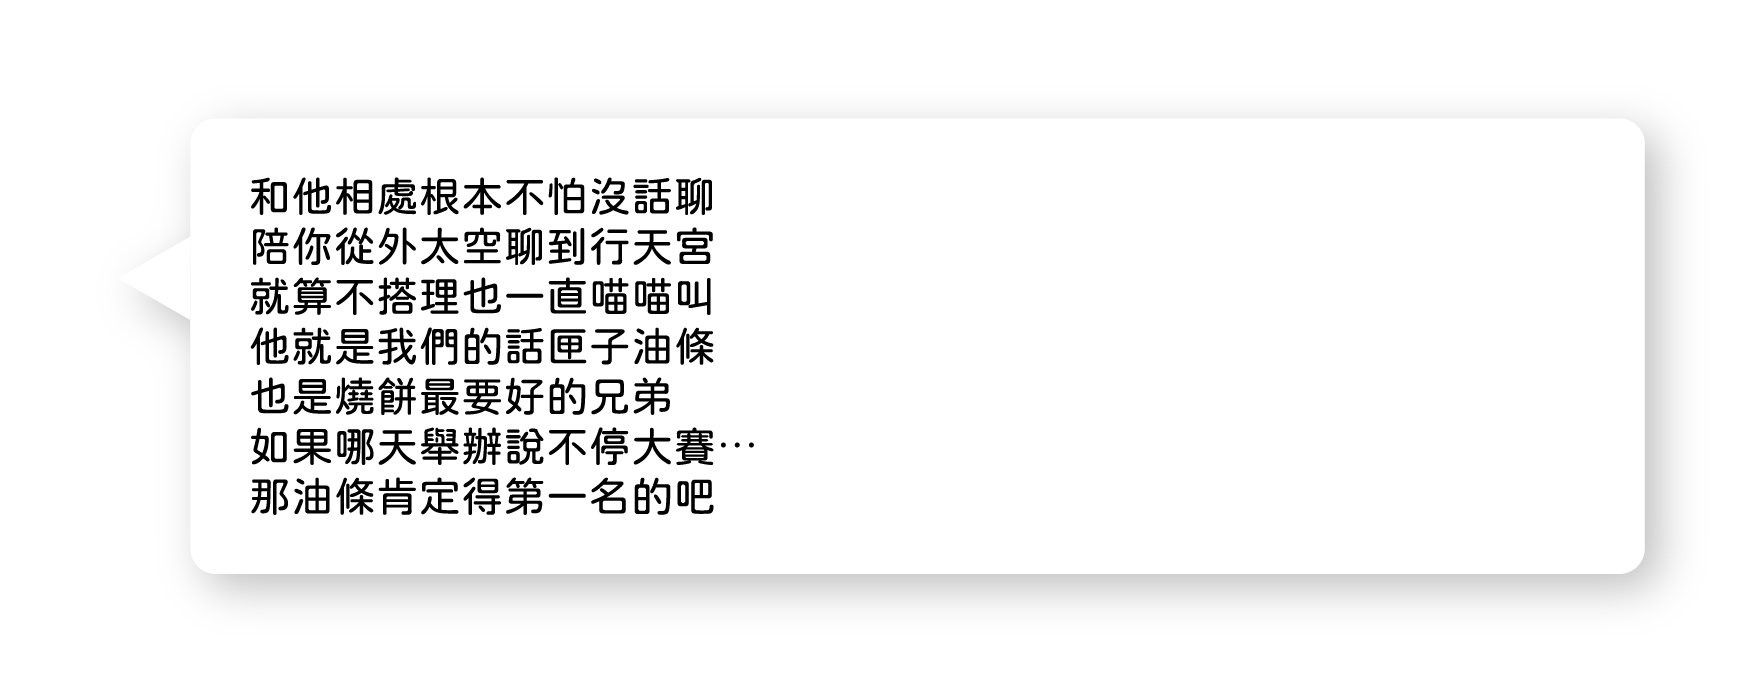 和他相處根本不怕沒話聊
陪你從外太空聊到行天宮
就算不搭理也一直喵喵叫
他就是我們的話匣子油條
也是燒餅最要好的兄弟
如果哪天舉辦說不停大賽⋯
那油條肯定得第一名的吧